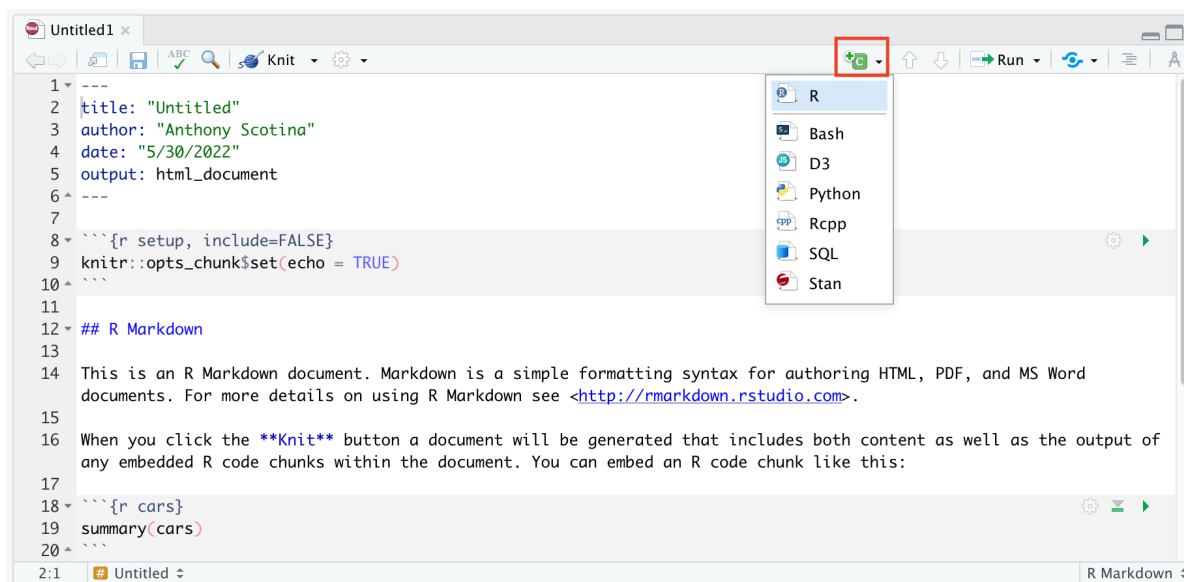 Untitled1
ABC
Knit
C
Run
1 ---
2 title: "Untitled"
3 author: "Anthony Scotina"
4 date: "5/30/2022"
5 output: html_document
6 ---
7
8 ```{r setup, include=FALSE}
9 knitr::opts_chunk$set(echo = TRUE)
10 ```
11
12 ## R Markdown
13
14 This is an R Markdown document. Markdown is a simple formatting syntax for authoring HTML, PDF, and MS Word
documents. For more details on using R Markdown see <http://rmarkdown.rstudio.com>.
15
16 When you click the **Knit** button a document will be generated that includes both content as well as the output of
any embedded R code chunks within the document. You can embed an R code chunk like this:
17
18 ```{r cars}
19 summary(cars)
20 ```
R
Bash
D3
Python
Rcpp
SQL
Stan
2:1 # Untitled
R Markdown